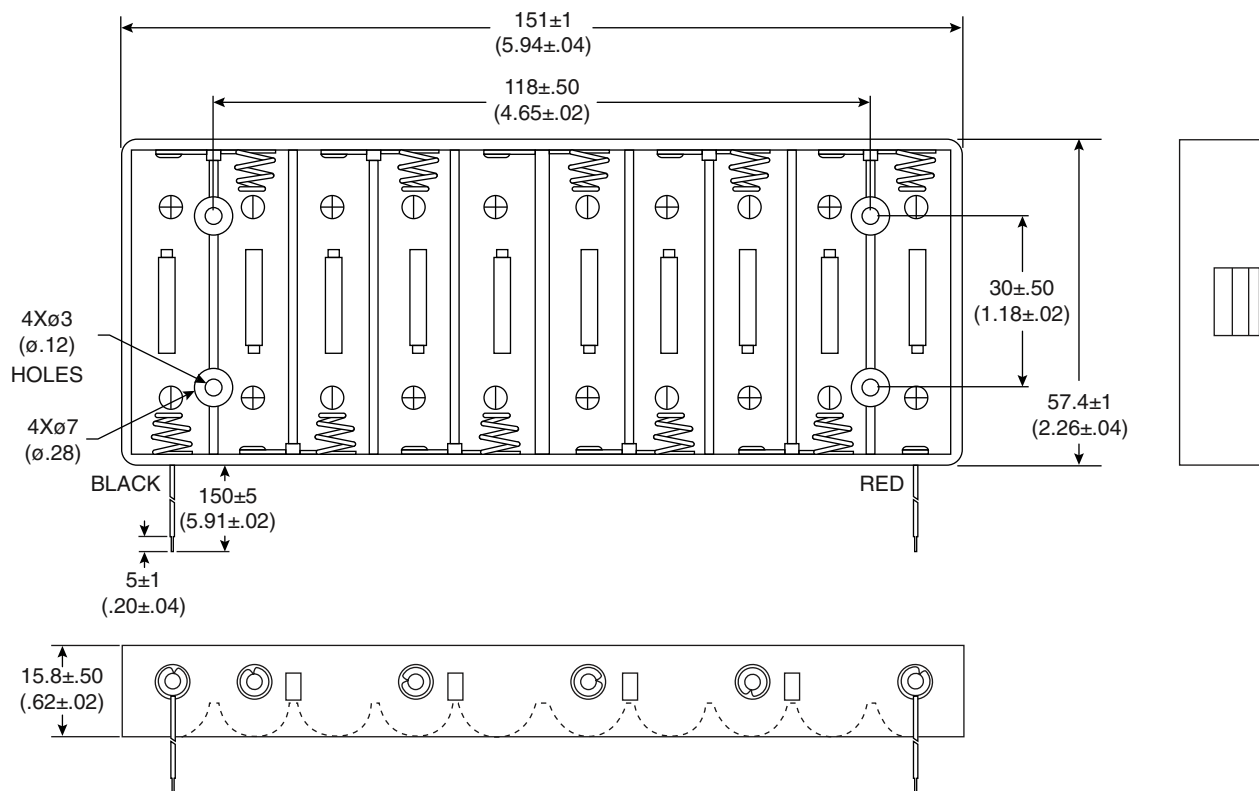 151±1
(5.94±.04)
118±.50
(4.65±.02)
30±.50
(1.18±.02)
4Xø3
(ø.12)
HOLES
57.4±1
(2.26±.04)
4Xø7
(ø.28)
BLACK
RED
150±5
(5.91±.02)
5±1
(.20±.04)
15.8±.50
(.62±.02)